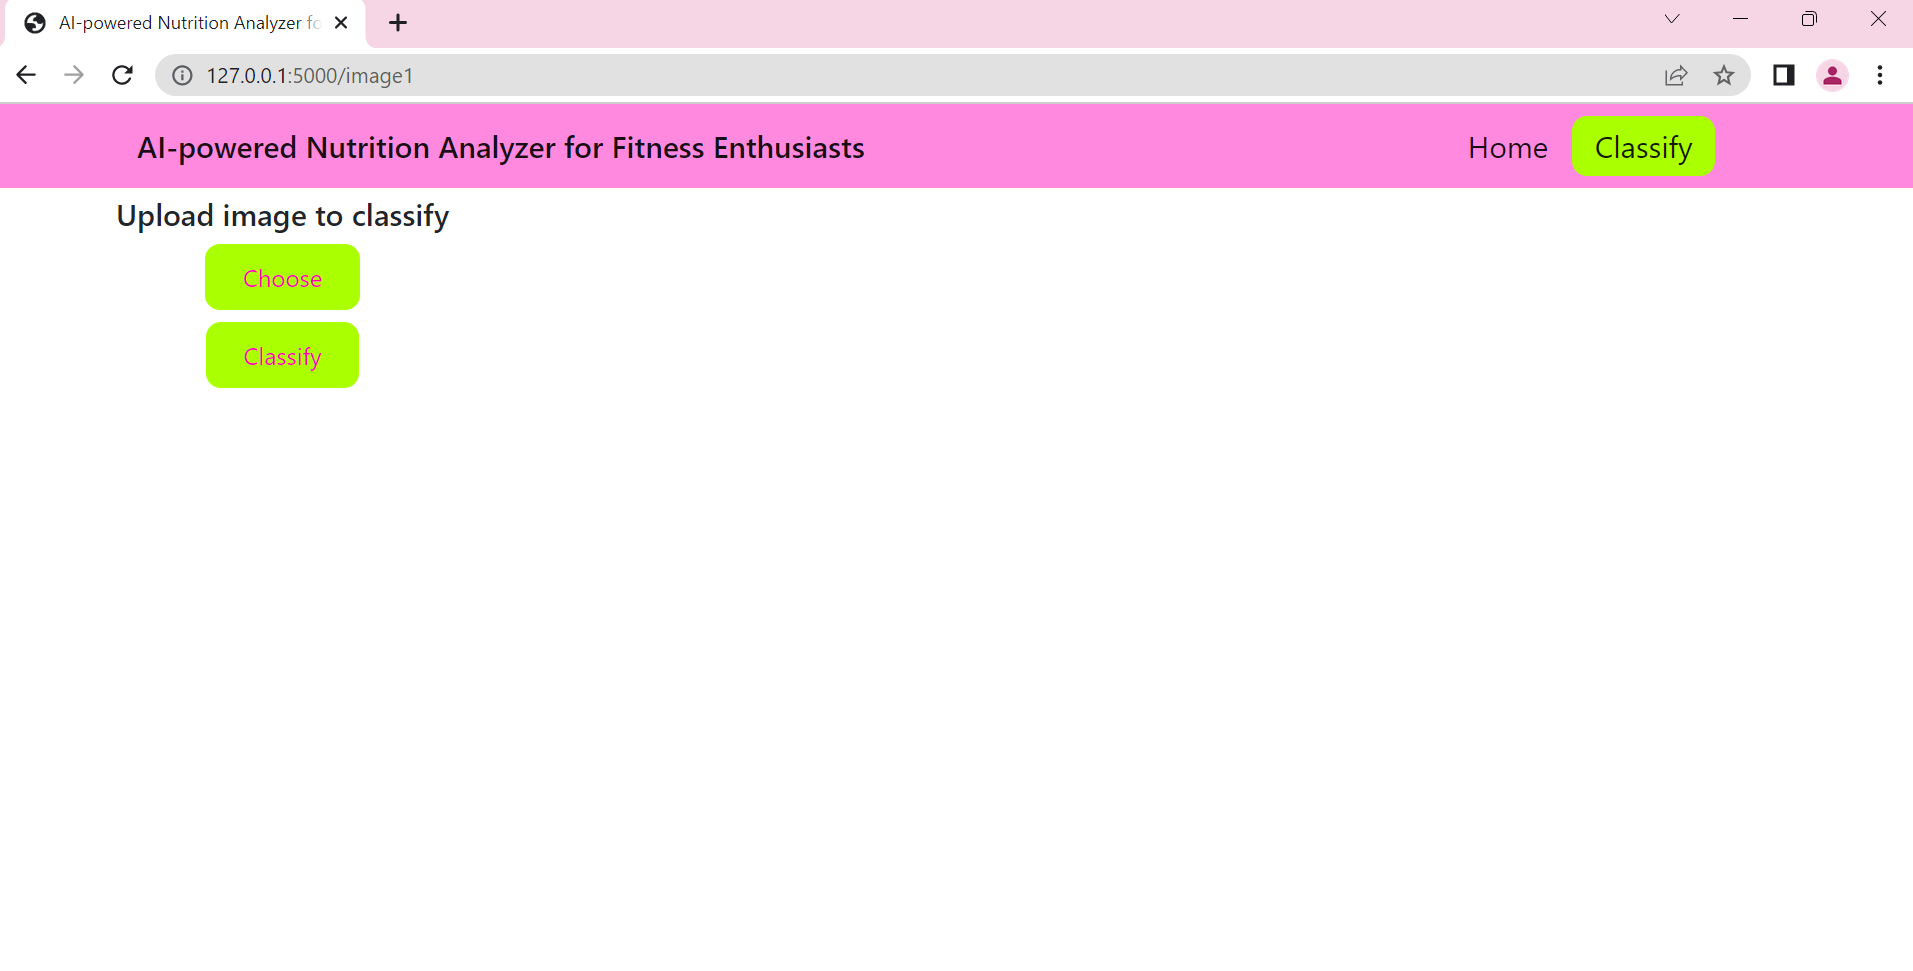 AI-powered Nutrition Analyzer fo
127.0.0.1:5000/image1
AI-powered Nutrition Analyzer for Fitness Enthusiasts
Home
Classify
Upload image to classify
Choose
Classify